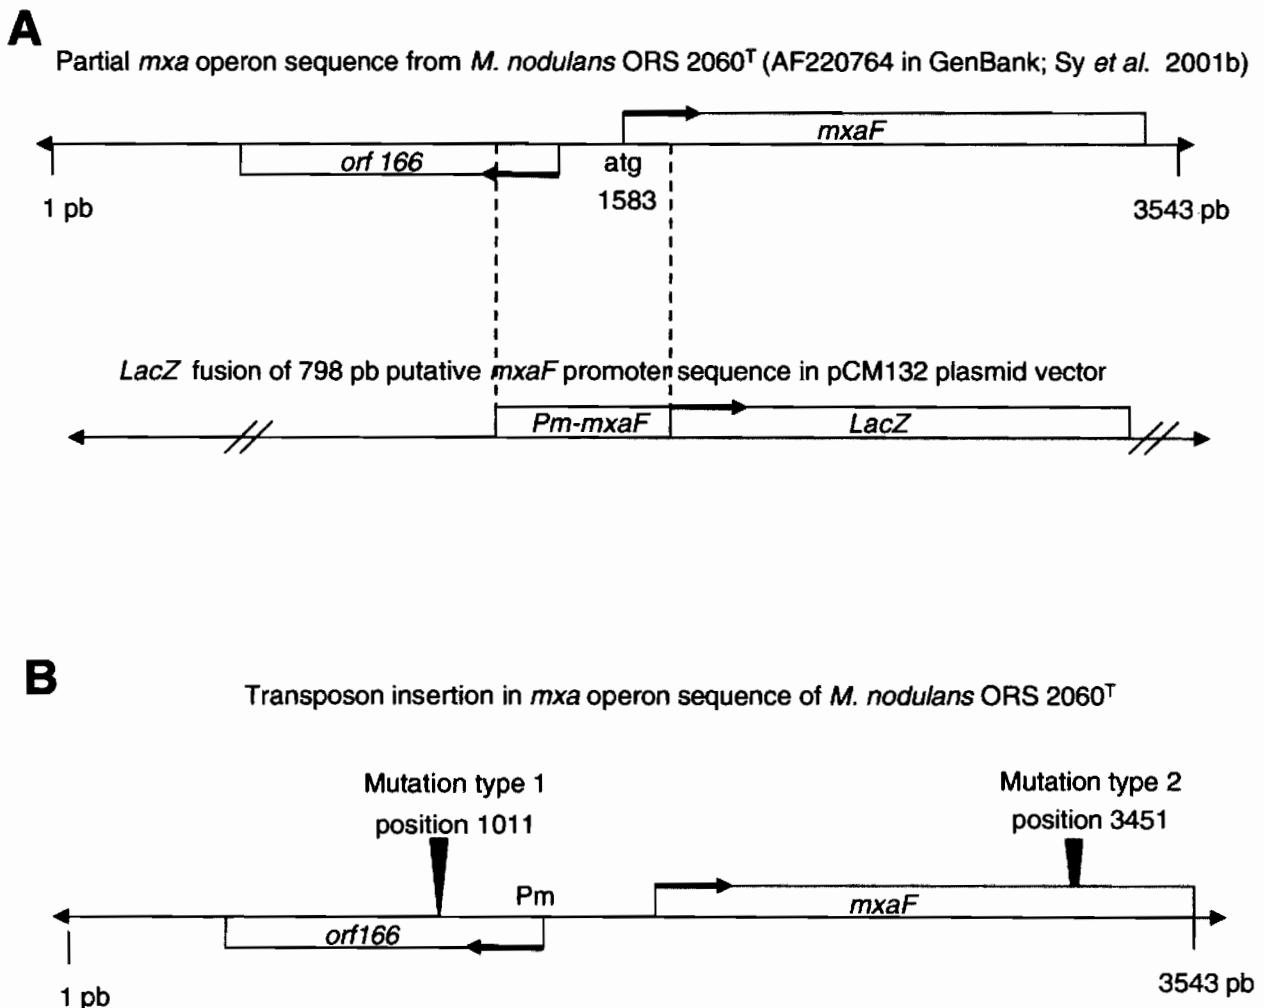 A
Partial mxa operon sequence from M. nodulans ORS 2060T (AF220764 in GenBank; Sy et al. 2001b)
mxaF
orf 166
atg
1583
1 pb
3543 pb
LacZ fusion of 798 pb putative mxaF promoter sequence in pCM132 plasmid vector
Pm-mxaF
LacZ
B
Transposon insertion in mxa operon sequence of M. nodulans ORS 2060T
Mutation type 1
position 1011
Mutation type 2
position 3451
Pm
mxaF
orf166
1 pb
3543 pb